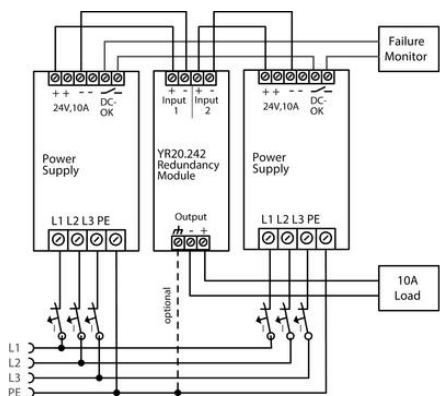 Failure
Monitor
+ + - -
24V,10A
DC-
OK
+ - + -
Input
1
Input
2
+ + - -
24V,10A
DC-
OK
Power
Supply
YR20.242
Redundancy
Module
Power
Supply
L1 L2 L3 PE
Output
- +
L1 L2 L3 PE
10A
Load
optional
I
I
I
I
I
I
L1
L2
L3
PE